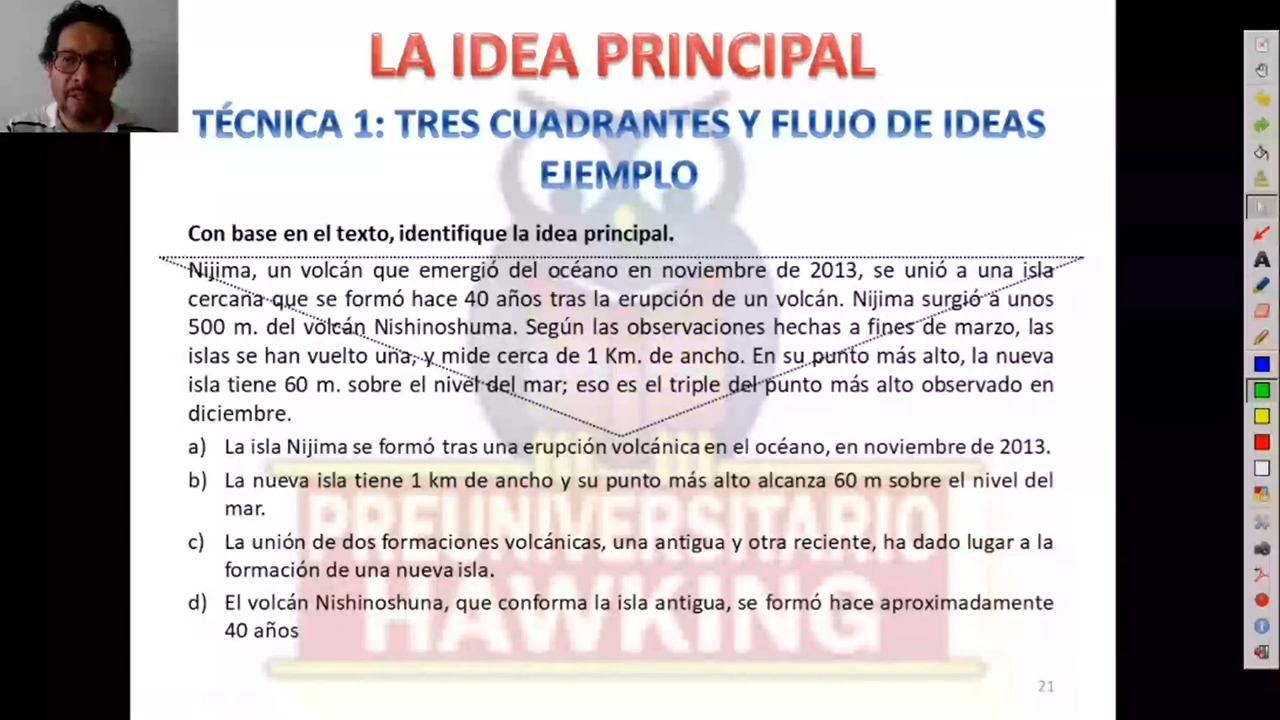 LA IDEA PRINCIPAL
TÉCNICA 1: TRES CUADRANTES Y FLUJO DE IDEAS
EJEMPLO
Con base en el texto, identifique la idea principal.
Nijima, un volcán que emergió del océano en noviembre de 2013, se unió a una isla
cercana que se formó hace 40 años tras la erupción de un volcán. Nijima surgió a unos
500 m. del volcán Nishinoshuma. Según las observaciones hechas a fines de marzo, las
islas se han vuelto una, y mide cerca de 1 Km. de ancho. En su punto más alto, la nueva
isla tiene 60 m. sobre el nivel del mar; eso es el triple del punto más alto observado en
diciembre.
a) La isla Nijima se formó tras una erupción volcánica en el océano, en noviembre de 2013.
b) La nueva isla tiene 1 km de ancho y su punto más alto alcanza 60 m sobre el nivel del
mar.
c) La unión de dos formaciones volcánicas, una antigua y otra reciente, ha dado lugar a la
formación de una nueva isla.
d) El volcán Nishinoshuna, que conforma la isla antigua, se formó hace aproximadamente
40 años
PREUNIVERSITARIO
HAWKING
21